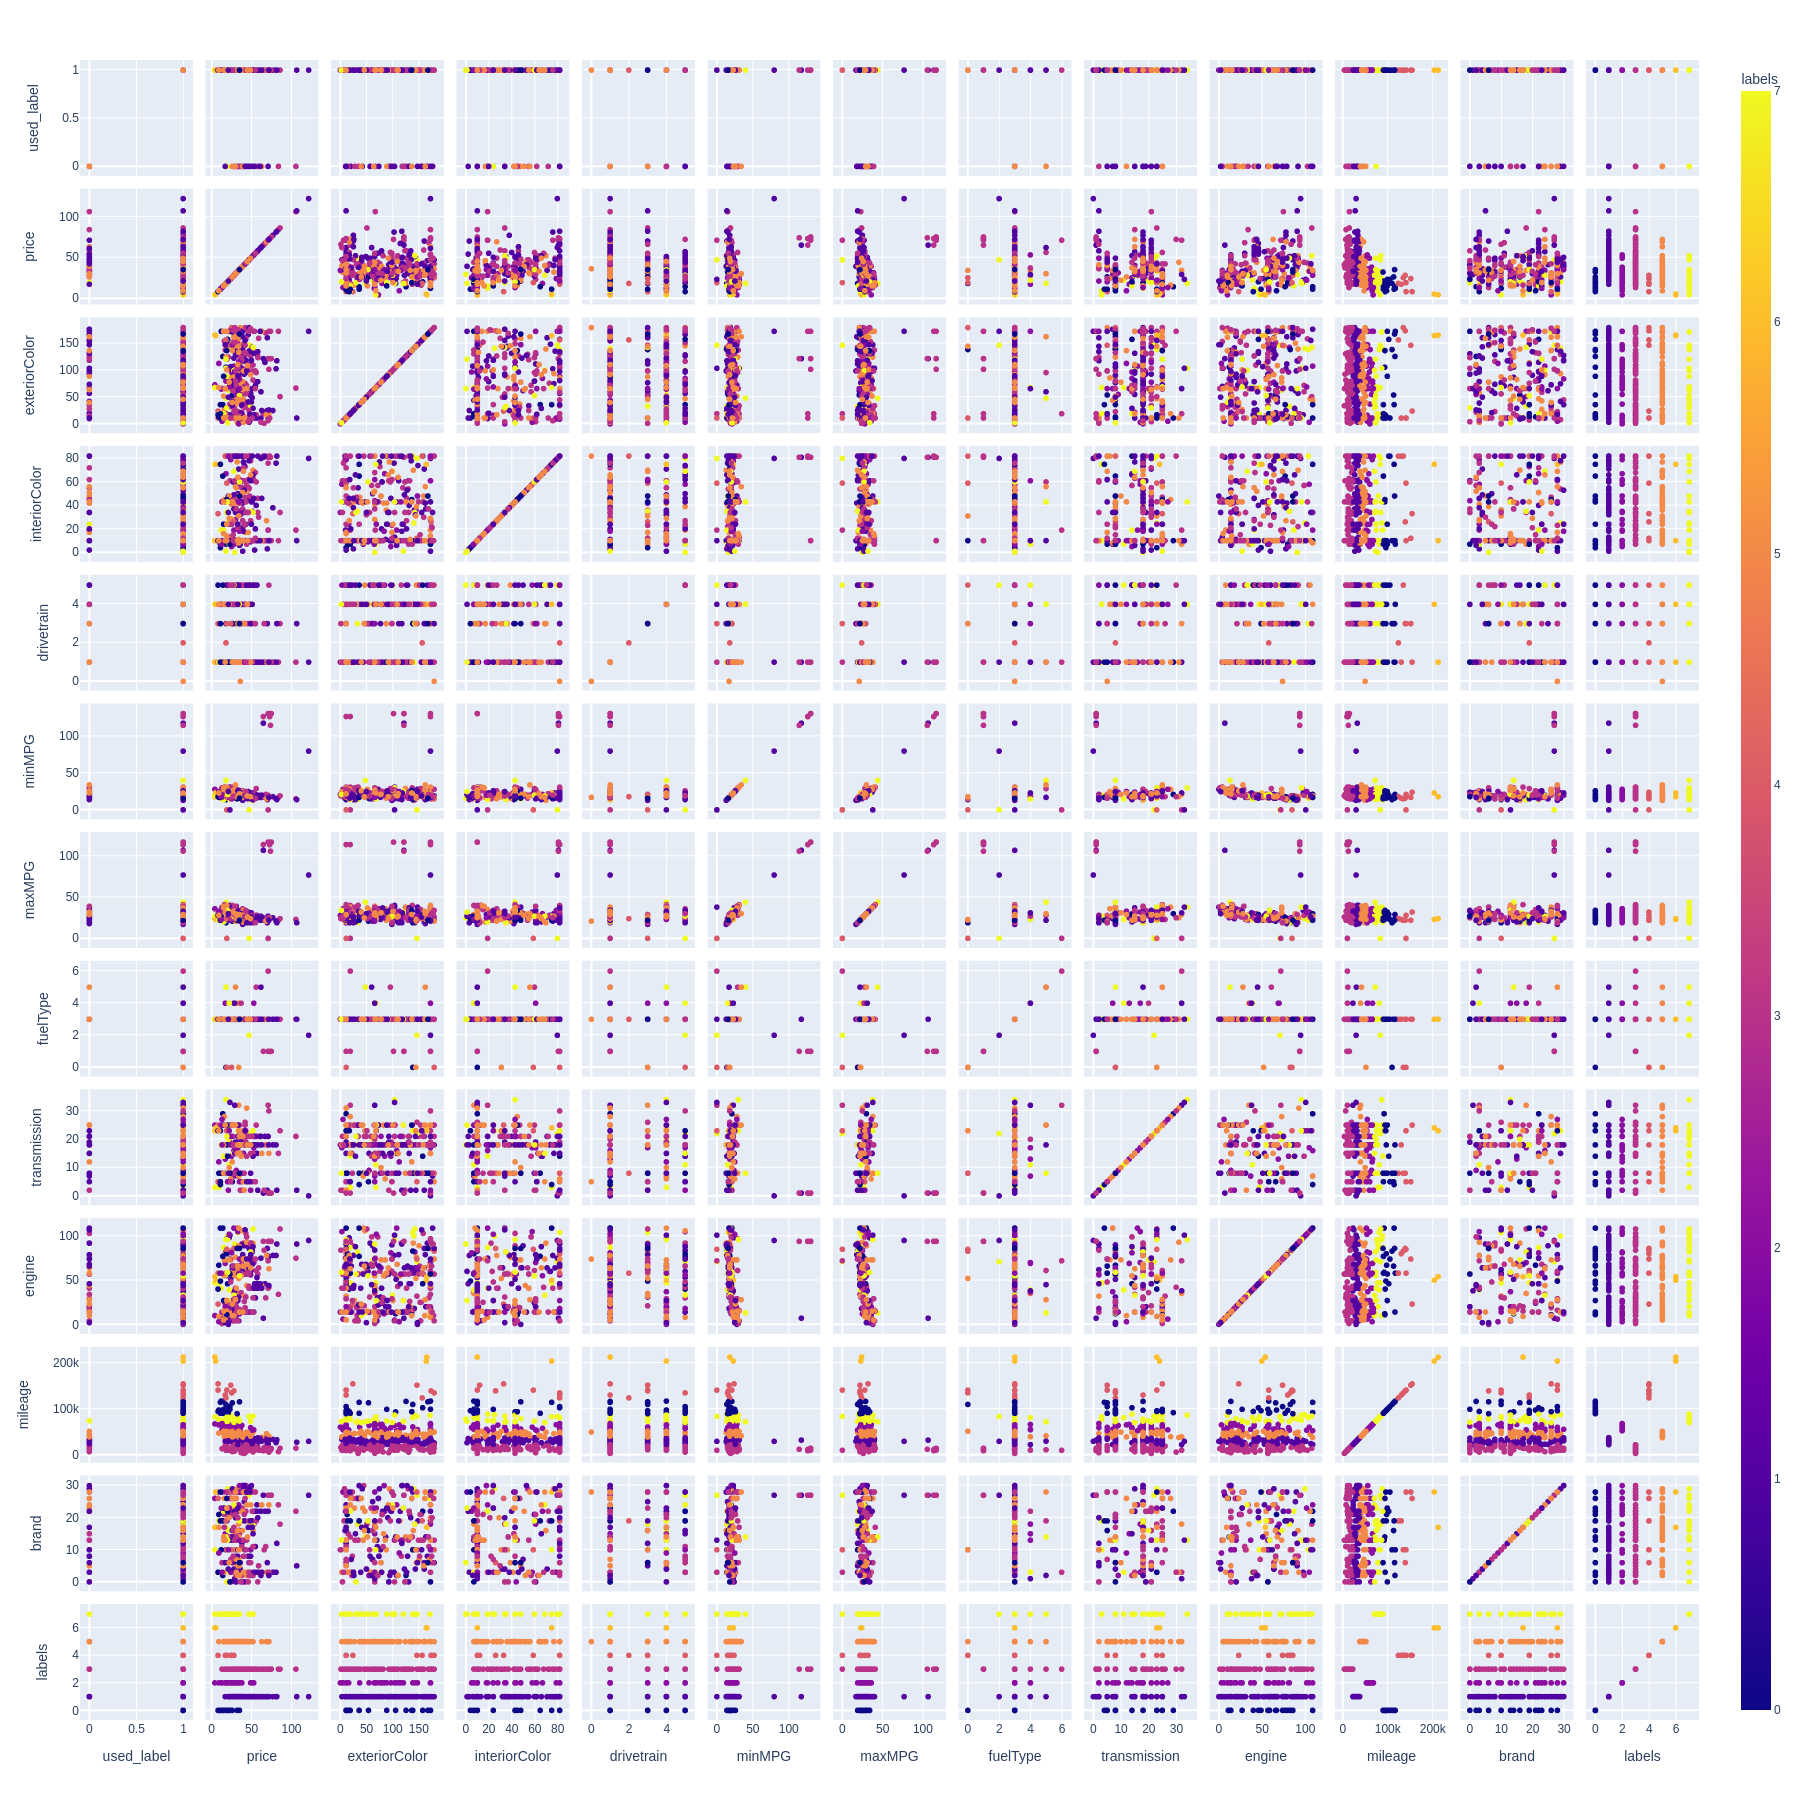 labels
7
6
5
4
3
2
1
0
used_label
1
0.5
0
price
100
50
0
exteriorColor
150
100
50
0
interiorColor
80
60
40
20
0
drivetrain
4
2
0
minMPG
100
50
0
maxMPG
100
50
0
fuelType
6
4
2
0
transmission
30
20
10
0
engine
100
50
0
mileage
200k
100k
0
brand
30
20
10
0
labels
6
4
2
0
0 0.5 1 0 50 100 0 50 100 150 0 20 40 60 80 0 2 4 0 50 100 0 50 100 0 2 4 6 0 10 20 30 0 50 100 0 100k 200k 0 10 20 30 0 2 4 6
used_label price exteriorColor interiorColor drivetrain minMPG maxMPG fuelType transmission engine mileage brand labels